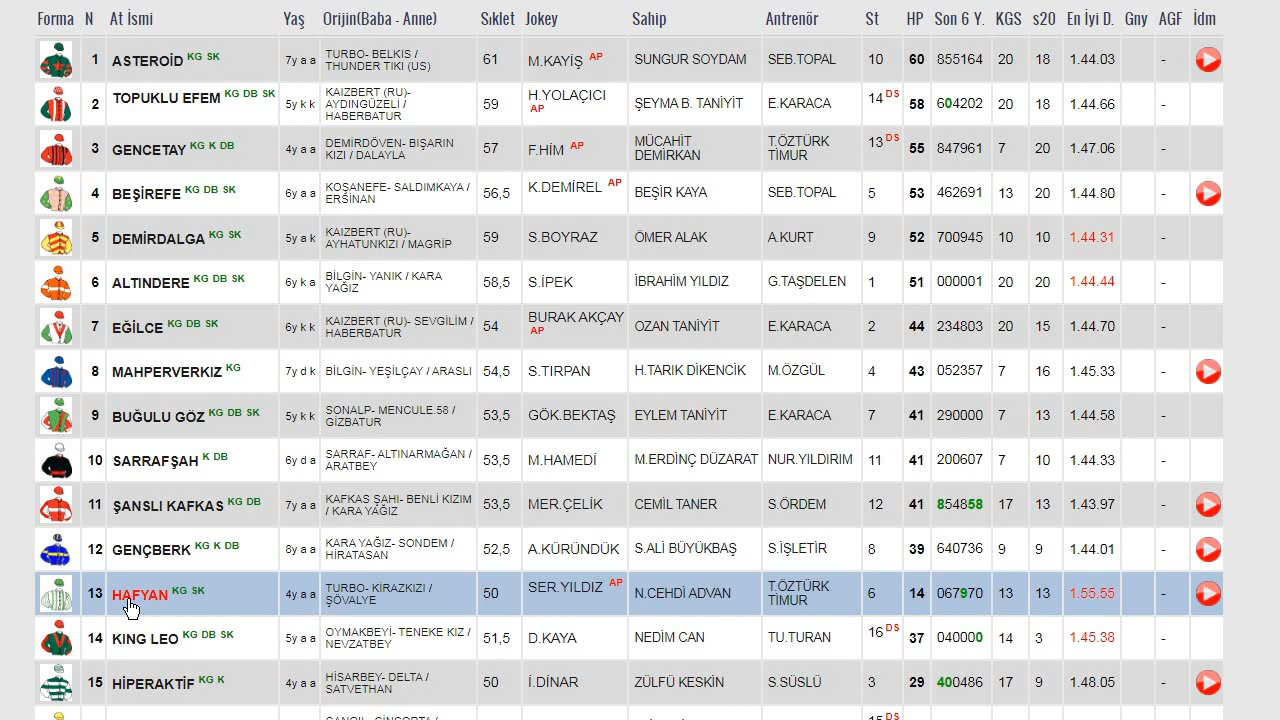 Forma N At İsmi Yaş Orijin(Baba - Anne) Sıklet Jokey Sahip Antrenör St HP Son 6 Y. KGS s20 En İyi D. Gny AGF İdm
1 ASTEROİD KG SK 7y a a TURBO- BELKIS / THUNDER TIKI (US) 61 M.KAYİŞ AP SUNGUR SOYDAM SEB.TOPAL 10 60 855164 20 18 1.44.03 -
2 TOPUKLU EFEM KG DB SK 5y k k KAIZBERT (RU)- AYDINGÜZELİ / HABERBATUR 59 H.YOLAÇICI AP ŞEYMA B. TANİYİT E.KARACA 14 DS 58 604202 20 18 1.44.66 -
3 GENCETAY KG K DB 4y a a DEMİRDÖVEN- BIŞARIN KIZI / DALAYLA 57 F.HİM AP MÜCAHİT DEMİRKAN T.ÖZTÜRK TİMUR 13 DS 55 847961 7 20 1.47.06 -
4 BEŞİREFE KG DB SK 6y a a KOŞANEFE- SALDIMKAYA / ERSİNAN 56,5 K.DEMİREL AP BEŞİR KAYA SEB.TOPAL 5 53 462691 13 20 1.44.80 -
5 DEMİRDALGA KG SK 5y a k KAIZBERT (RU)- AYHATUNKIZI / MAGRİP 59 S.BOYRAZ ÖMER ALAK A.KURT 9 52 700945 10 10 1.44.31 -
6 ALTINDERE KG DB SK 6y k a BİLGİN- YANIK / KARA YAĞIZ 58,5 S.İPEK İBRAHİM YILDIZ G.TAŞDELEN 1 51 000001 20 20 1.44.44 -
7 EĞİLCE KG DB SK 6y k k KAIZBERT (RU)- SEVGİLİM / HABERBATUR 54 BURAK AKÇAY AP OZAN TANİYİT E.KARACA 2 44 234803 20 15 1.44.70 -
8 MAHPERVERKIZ KG 7y d k BILGIN- YEŞİLÇAY / ARASLI 54,5 S.TIRPAN H.TARIK DİKENCİK M.ÖZGÜL 4 43 052357 7 16 1.45.33 -
9 BUĞULU GÖZ KG DB SK 5y k k SONALP- MENCULE.58 / GİZBATUR 53,5 GÖK.BEKTAŞ EYLEM TANİYİT E.KARACA 7 41 290000 7 13 1.44.58 -
10 SARRAFŞAH K DB 6y d a SARRAF- ALTINARMAĞAN / ARATBEY 53,5 M.HAMEDİ M.ERDİNÇ DÜZARAT NUR.YILDIRIM 11 41 200607 7 10 1.44.33 -
11 ŞANSLI KAFKAS KG DB 7y a a KAFKAS ŞAHI- BENLİ KIZIM / KARA YAĞIZ 53,5 MER.ÇELİK CEMİL TANER S.ÖRDEM 12 41 854858 17 13 1.43.97 -
12 GENÇBERK KG K DB 8y a a KARA YAĞIZ- SONDEM / HİRATASAN 52,5 A.KÜRÜNDÜK S.ALİ BÜYÜKBAŞ S.İŞLETİR 8 39 640736 9 9 1.44.01 -
13 HAFYAN KG SK 4y a a TURBO- KİRAZKIZI / ŞÖVALYE 50 SER.YILDIZ AP N.CEHDİ ADVAN T.ÖZTÜRK TİMUR 6 14 067970 13 13 1.55.55 -
14 KING LEO KG DB SK 5y a a OYMAKBEYİ- TENEKE KIZ / NEVZATBEY 51,5 D.KAYA NEDİM CAN TU.TURAN 16 DS 37 040000 14 3 1.45.38 -
15 HİPERAKTİF KG K 4y a a HİSARBEY- DELTA / SATVETHAN 50 İ.DİNAR ZÜLFÜ KESKİN S.SÜSLÜ 3 29 400486 17 9 1.48.05 -
15 DS